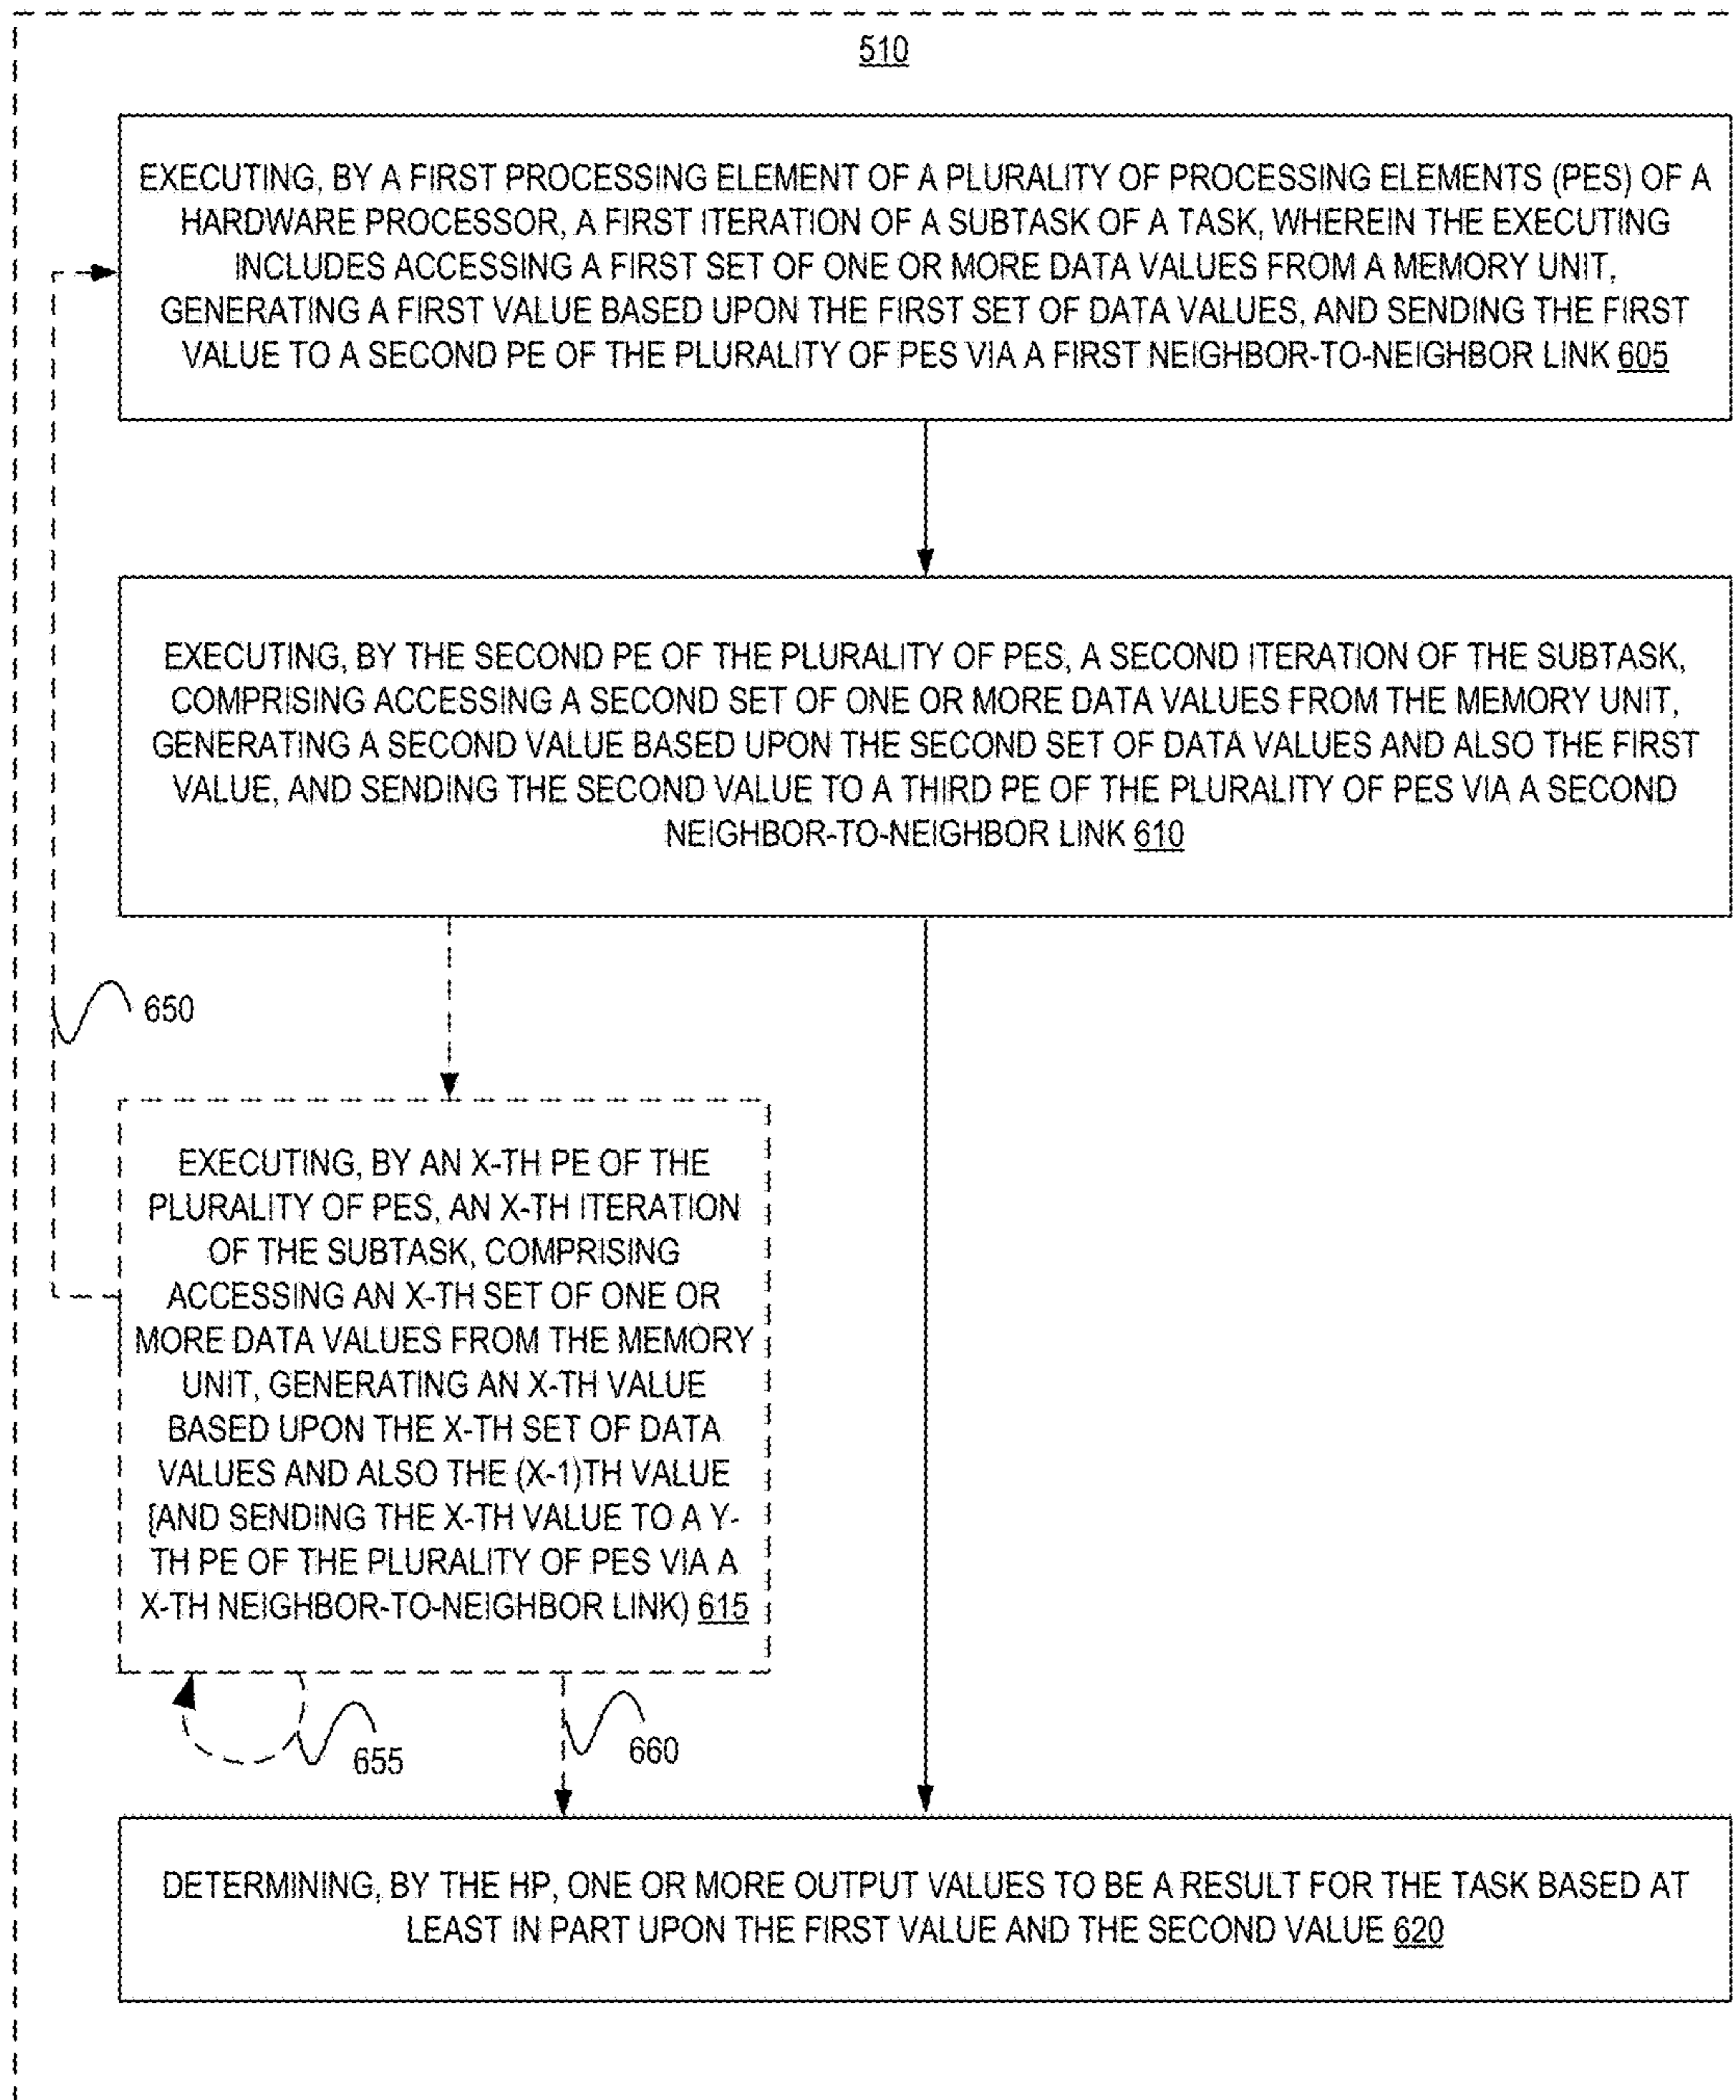 510
EXECUTING, BY A FIRST PROCESSING ELEMENT OF A PLURALITY OF PROCESSING ELEMENTS (PES) OF A
HARDWARE PROCESSOR, A FIRST ITERATION OF A SUBTASK OF A TASK, WHEREIN THE EXECUTING
INCLUDES ACCESSING A FIRST SET OF ONE OR MORE DATA VALUES FROM A MEMORY UNIT,
GENERATING A FIRST VALUE BASED UPON THE FIRST SET OF DATA VALUES, AND SENDING THE FIRST
VALUE TO A SECOND PE OF THE PLURALITY OF PES VIA A FIRST NEIGHBOR-TO-NEIGHBOR LINK 605
EXECUTING, BY THE SECOND PE OF THE PLURALITY OF PES, A SECOND ITERATION OF THE SUBTASK,
COMPRISING ACCESSING A SECOND SET OF ONE OR MORE DATA VALUES FROM THE MEMORY UNIT,
GENERATING A SECOND VALUE BASED UPON THE SECOND SET OF DATA VALUES AND ALSO THE FIRST
VALUE, AND SENDING THE SECOND VALUE TO A THIRD PE OF THE PLURALITY OF PES VIA A SECOND
NEIGHBOR-TO-NEIGHBOR LINK 610
650
EXECUTING, BY AN X-TH PE OF THE
PLURALITY OF PES, AN X-TH ITERATION
OF THE SUBTASK, COMPRISING
ACCESSING AN X-TH SET OF ONE OR
MORE DATA VALUES FROM THE MEMORY
UNIT, GENERATING AN X-TH VALUE
BASED UPON THE X-TH SET OF DATA
VALUES AND ALSO THE (X-1)TH VALUE
[AND SENDING THE X-TH VALUE TO A Y-
TH PE OF THE PLURALITY OF PES VIA A
X-TH NEIGHBOR-TO-NEIGHBOR LINK) 615
655
660
DETERMINING, BY THE HP, ONE OR MORE OUTPUT VALUES TO BE A RESULT FOR THE TASK BASED AT
LEAST IN PART UPON THE FIRST VALUE AND THE SECOND VALUE 620